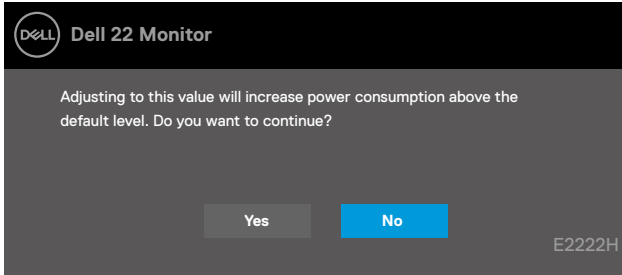 DELL Dell 22 Monitor
Adjusting to this value will increase power consumption above the
default level. Do you want to continue?
Yes No
E2222H